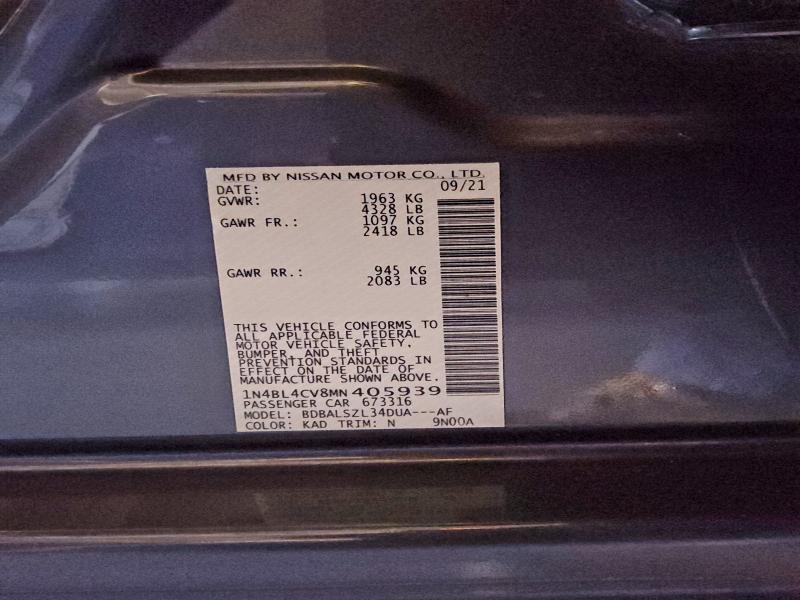 MFD BY NISSAN MOTOR CO., LTD.
DATE: 09/21
GVWR: 1963 KG
4328 LB
GAWR FR.: 1097 KG
2418 LB
GAWR RR.: 945 KG
2083 LB
THIS VEHICLE CONFORMS TO
ALL APPLICABLE FEDERAL
MOTOR VEHICLE SAFETY,
BUMPER, AND THEFT
PREVENTION STANDARDS IN
EFFECT ON THE DATE OF
MANUFACTURE SHOWN ABOVE.
1N4BL4CV8MN405939
PASSENGER CAR 673316
MODEL: BDBALSZL34DUA---AF
COLOR: KAD TRIM: N 9N00A